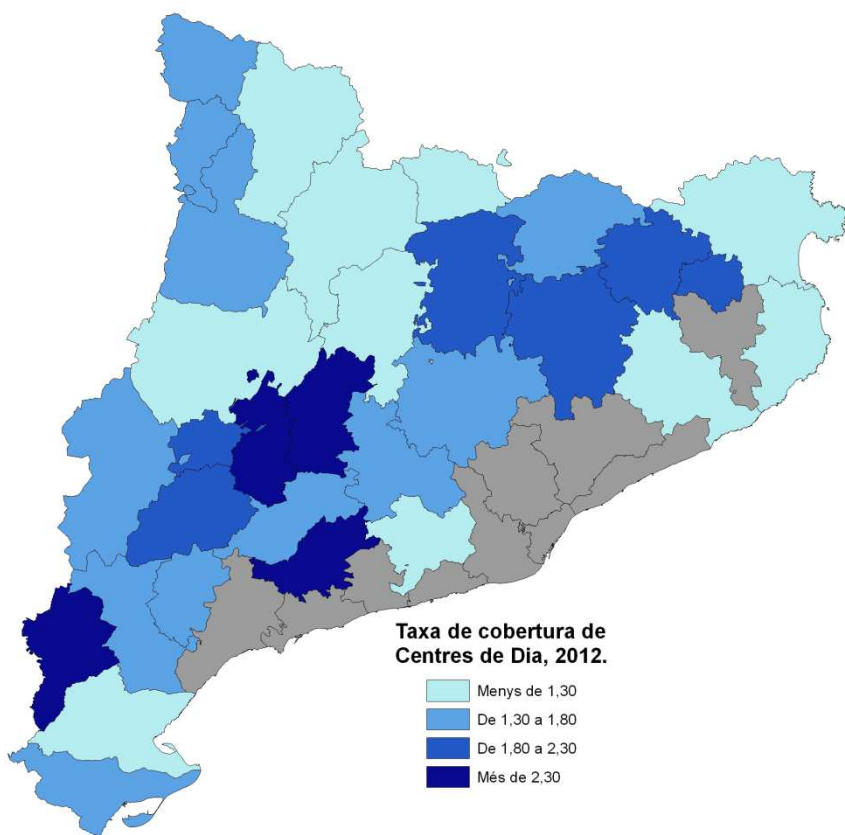 Taxa de cobertura de
Centres de Dia, 2012.
Menys de 1,30
De 1,30 a 1,80
De 1,80 a 2,30
Més de 2,30